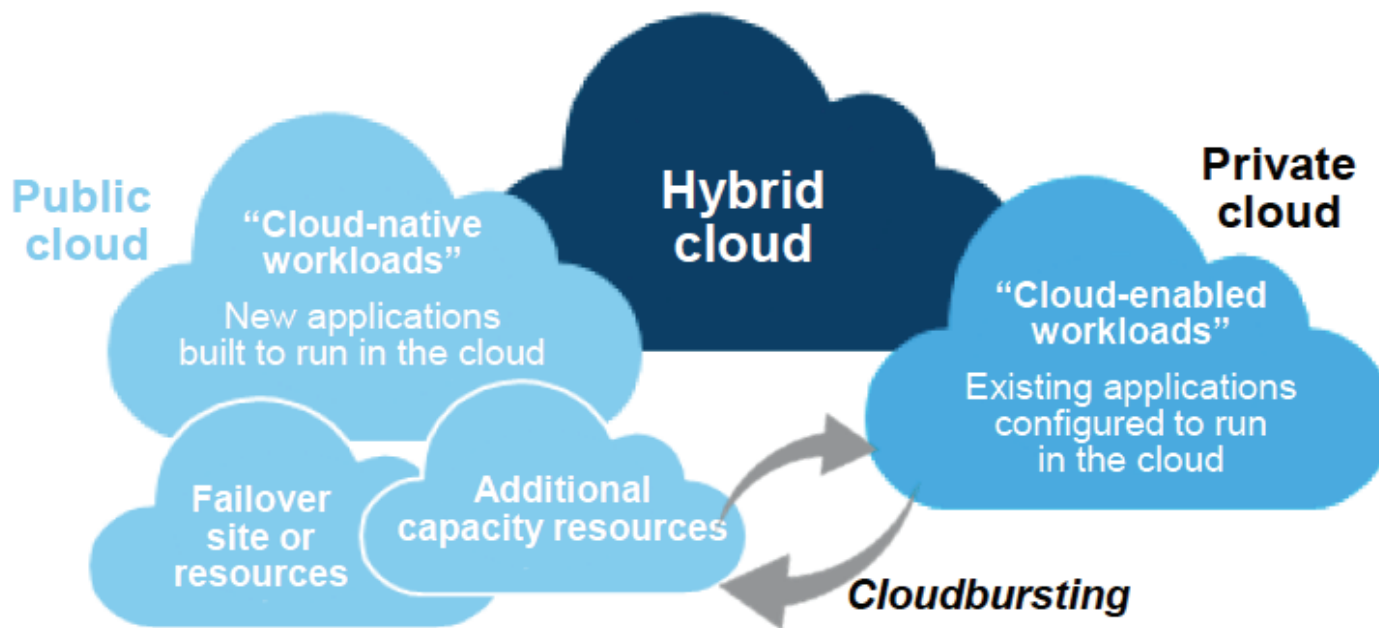 Public
cloud
“Cloud-native
workloads”
New applications
built to run in the cloud
Hybrid
cloud
Private
cloud
“Cloud-enabled
workloads”
Existing applications
configured to run
in the cloud
Failover
site or
resources
Additional
capacity resources
Cloudbursting